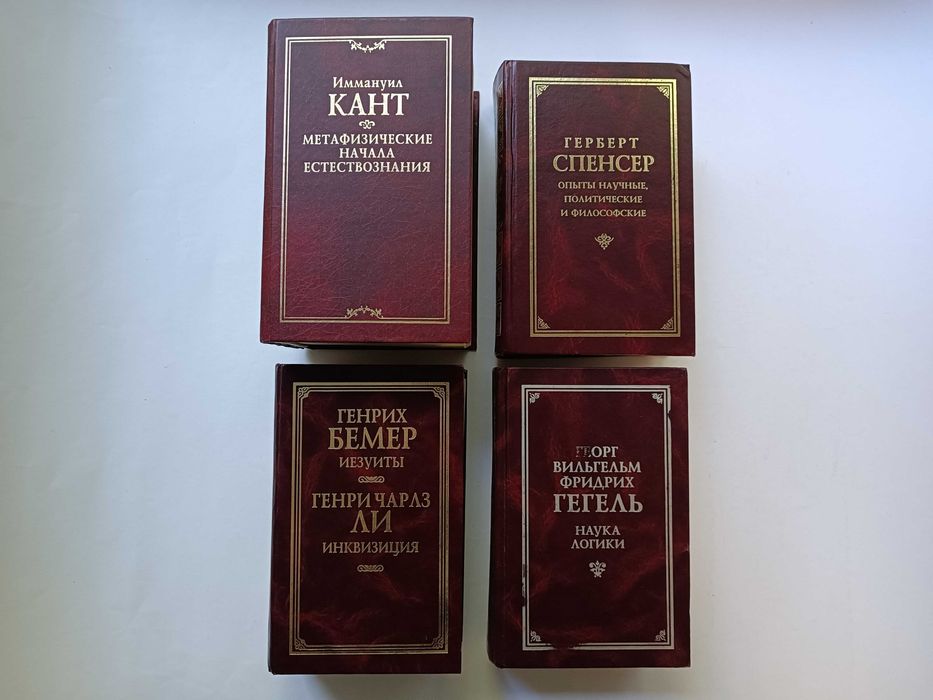 Иммануил
КАНТ
МЕТАФИЗИЧЕСКИЕ
НАЧАЛА
ЕСТЕСТВОЗНАНИЯ
ГЕРБЕРТ
СПЕНСЕР
ОПЫТЫ НАУЧНЫЕ,
ПОЛИТИЧЕСКИЕ
И ФИЛОСОФСКИЕ
ГЕНРИХ
БЕМЕР
ИЕЗУИТЫ
ГЕНРИ ЧАРЛЗ
ЛИ
ИНКВИЗИЦИЯ
ГЕОРГ
ВИЛЬГЕЛЬМ
ФРИДРИХ
ГЕГЕЛЬ
НАУКА
ЛОГИКИ